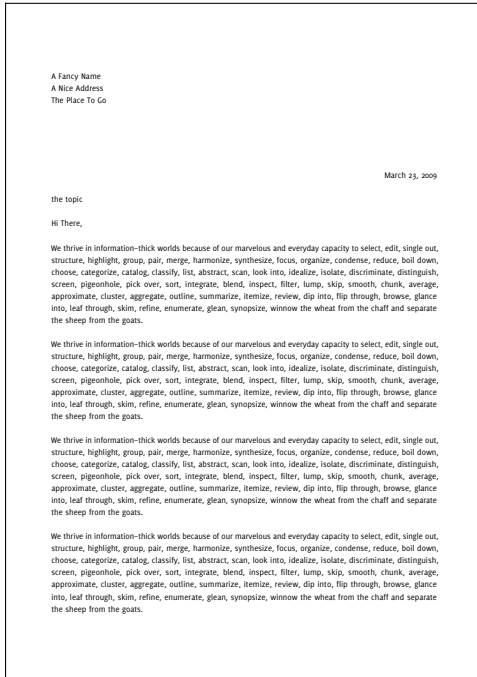 A Fancy Name
A Nice Address
The Place To Go
March 23, 2009
the topic
Hi There,
We thrive in information–thick worlds because of our marvelous and everyday capacity to select, edit, single out,
structure, highlight, group, pair, merge, harmonize, synthesize, focus, organize, condense, reduce, boil down,
choose, categorize, catalog, classify, list, abstract, scan, look into, idealize, isolate, discriminate, distinguish,
screen, pigeonhole, pick over, sort, integrate, blend, inspect, filter, lump, skip, smooth, chunk, average,
approximate, cluster, aggregate, outline, summarize, itemize, review, dip into, flip through, browse, glance
into, leaf through, skim, refine, enumerate, glean, synopsize, winnow the wheat from the chaff and separate
the sheep from the goats.
We thrive in information–thick worlds because of our marvelous and everyday capacity to select, edit, single out,
structure, highlight, group, pair, merge, harmonize, synthesize, focus, organize, condense, reduce, boil down,
choose, categorize, catalog, classify, list, abstract, scan, look into, idealize, isolate, discriminate, distinguish,
screen, pigeonhole, pick over, sort, integrate, blend, inspect, filter, lump, skip, smooth, chunk, average,
approximate, cluster, aggregate, outline, summarize, itemize, review, dip into, flip through, browse, glance
into, leaf through, skim, refine, enumerate, glean, synopsize, winnow the wheat from the chaff and separate
the sheep from the goats.
We thrive in information–thick worlds because of our marvelous and everyday capacity to select, edit, single out,
structure, highlight, group, pair, merge, harmonize, synthesize, focus, organize, condense, reduce, boil down,
choose, categorize, catalog, classify, list, abstract, scan, look into, idealize, isolate, discriminate, distinguish,
screen, pigeonhole, pick over, sort, integrate, blend, inspect, filter, lump, skip, smooth, chunk, average,
approximate, cluster, aggregate, outline, summarize, itemize, review, dip into, flip through, browse, glance
into, leaf through, skim, refine, enumerate, glean, synopsize, winnow the wheat from the chaff and separate
the sheep from the goats.
We thrive in information–thick worlds because of our marvelous and everyday capacity to select, edit, single out,
structure, highlight, group, pair, merge, harmonize, synthesize, focus, organize, condense, reduce, boil down,
choose, categorize, catalog, classify, list, abstract, scan, look into, idealize, isolate, discriminate, distinguish,
screen, pigeonhole, pick over, sort, integrate, blend, inspect, filter, lump, skip, smooth, chunk, average,
approximate, cluster, aggregate, outline, summarize, itemize, review, dip into, flip through, browse, glance
into, leaf through, skim, refine, enumerate, glean, synopsize, winnow the wheat from the chaff and separate
the sheep from the goats.